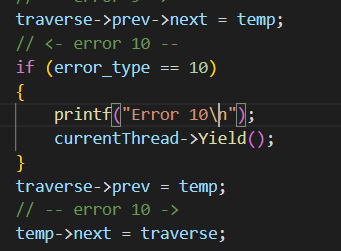 traverse->prev->next = temp;
// <- error 10 --
if (error_type == 10)
{
printf("Error 10\n");
currentThread->Yield();
}
traverse->prev = temp;
// -- error 10 ->
temp->next = traverse;